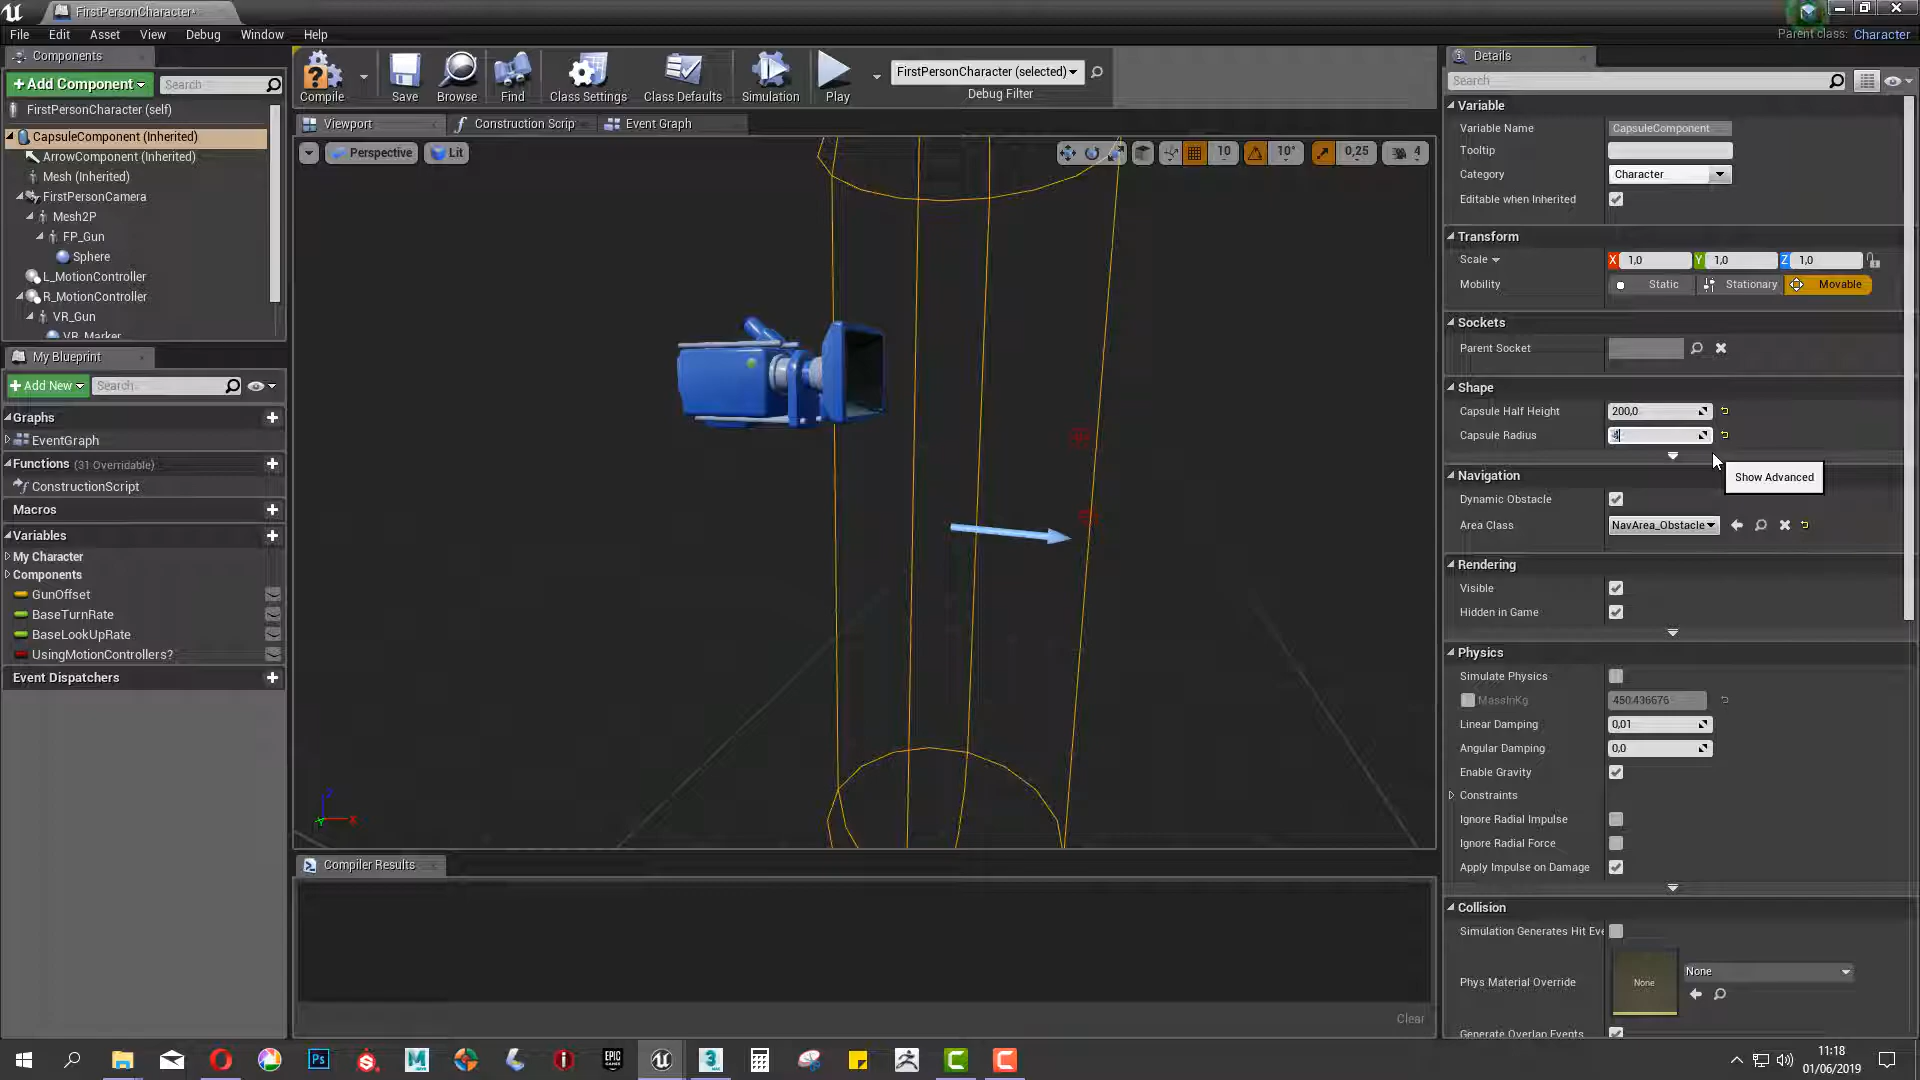 FirstPersonCharacter*
File Edit Asset View Debug Window Help
Parent class: Character
Components
+Add Component
Search
FirstPersonCharacter (self)
CapsuleComponent (Inherited)
ArrowComponent (Inherited)
Mesh (Inherited)
FirstPersonCamera
Mesh2P
FP_Gun
Sphere
L_MotionController
R_MotionController
VR_Gun
VR_Marker
My Blueprint
+Add New
Search
Graphs
EventGraph
Functions (31 Overridable)
ConstructionScript
Macros
Variables
My Character
Components
GunOffset
BaseTurnRate
BaseLookUpRate
UsingMotionControllers?
Event Dispatchers
Compile Save Browse Find Class Settings Class Defaults Simulation Play
FirstPersonCharacter (selected)
Debug Filter
Viewport Construction Scrip Event Graph
Perspective Lit
10 10° 0,25 4
Z
Y X
Compiler Results
Clear
Details
Search
Variable
Variable Name CapsuleComponent
Tooltip
Category Character
Editable when Inherited
Transform
Scale X 1,0 Y 1,0 Z 1,0
Mobility Static Stationary Movable
Sockets
Parent Socket
Shape
Capsule Half Height 200,0
Capsule Radius
Show Advanced
Navigation
Dynamic Obstacle
Area Class NavArea_Obstacle
Rendering
Visible
Hidden in Game
Physics
Simulate Physics
MassInKg 450,436676
Linear Damping 0,01
Angular Damping 0,0
Enable Gravity
Constraints
Ignore Radial Impulse
Ignore Radial Force
Apply Impulse on Damage
Collision
Simulation Generates Hit Eve
Phys Material Override None None
Generate Overlap Events
Ps
M
EPIC
GAMES
3
11:18
01/06/2019